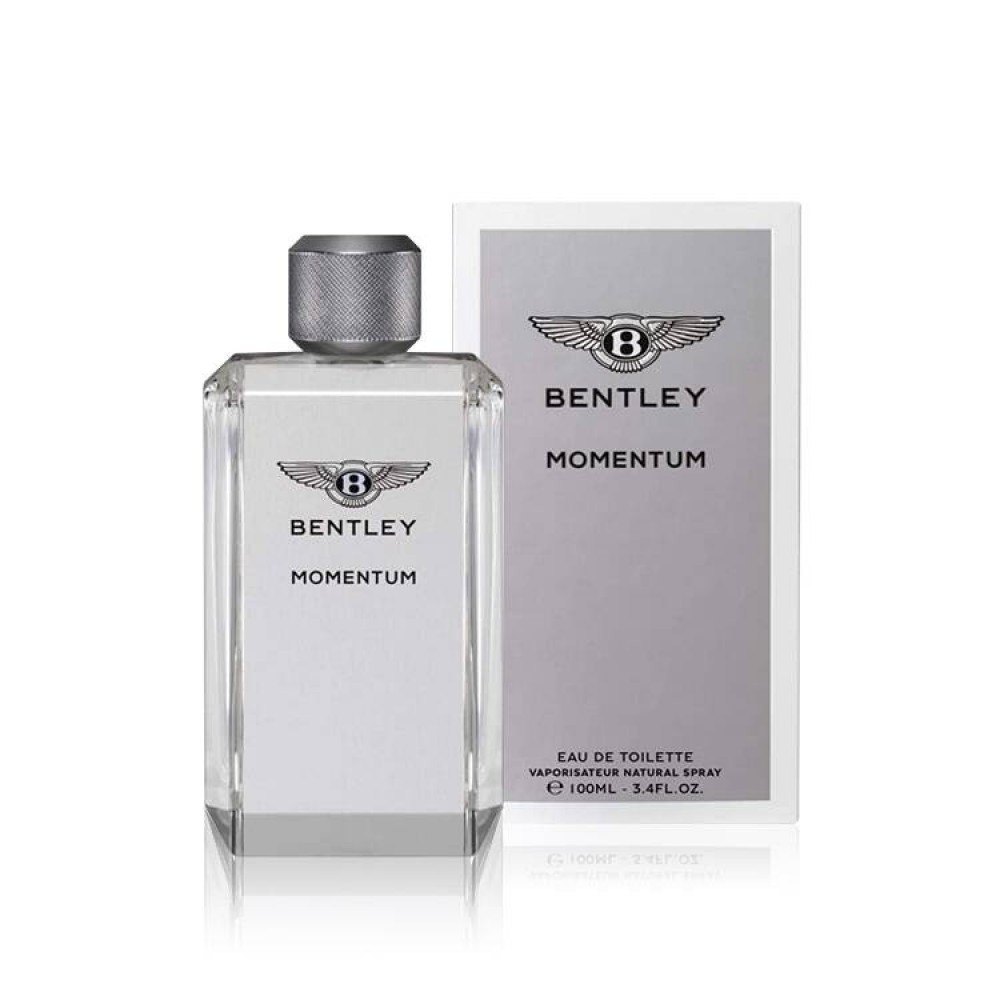 B
BENTLEY
MOMENTUM
B
BENTLEY
MOMENTUM
EAU DE TOILETTE
VAPORISATEUR NATURAL SPRAY
℮ 100ML - 3.4FL.OZ.